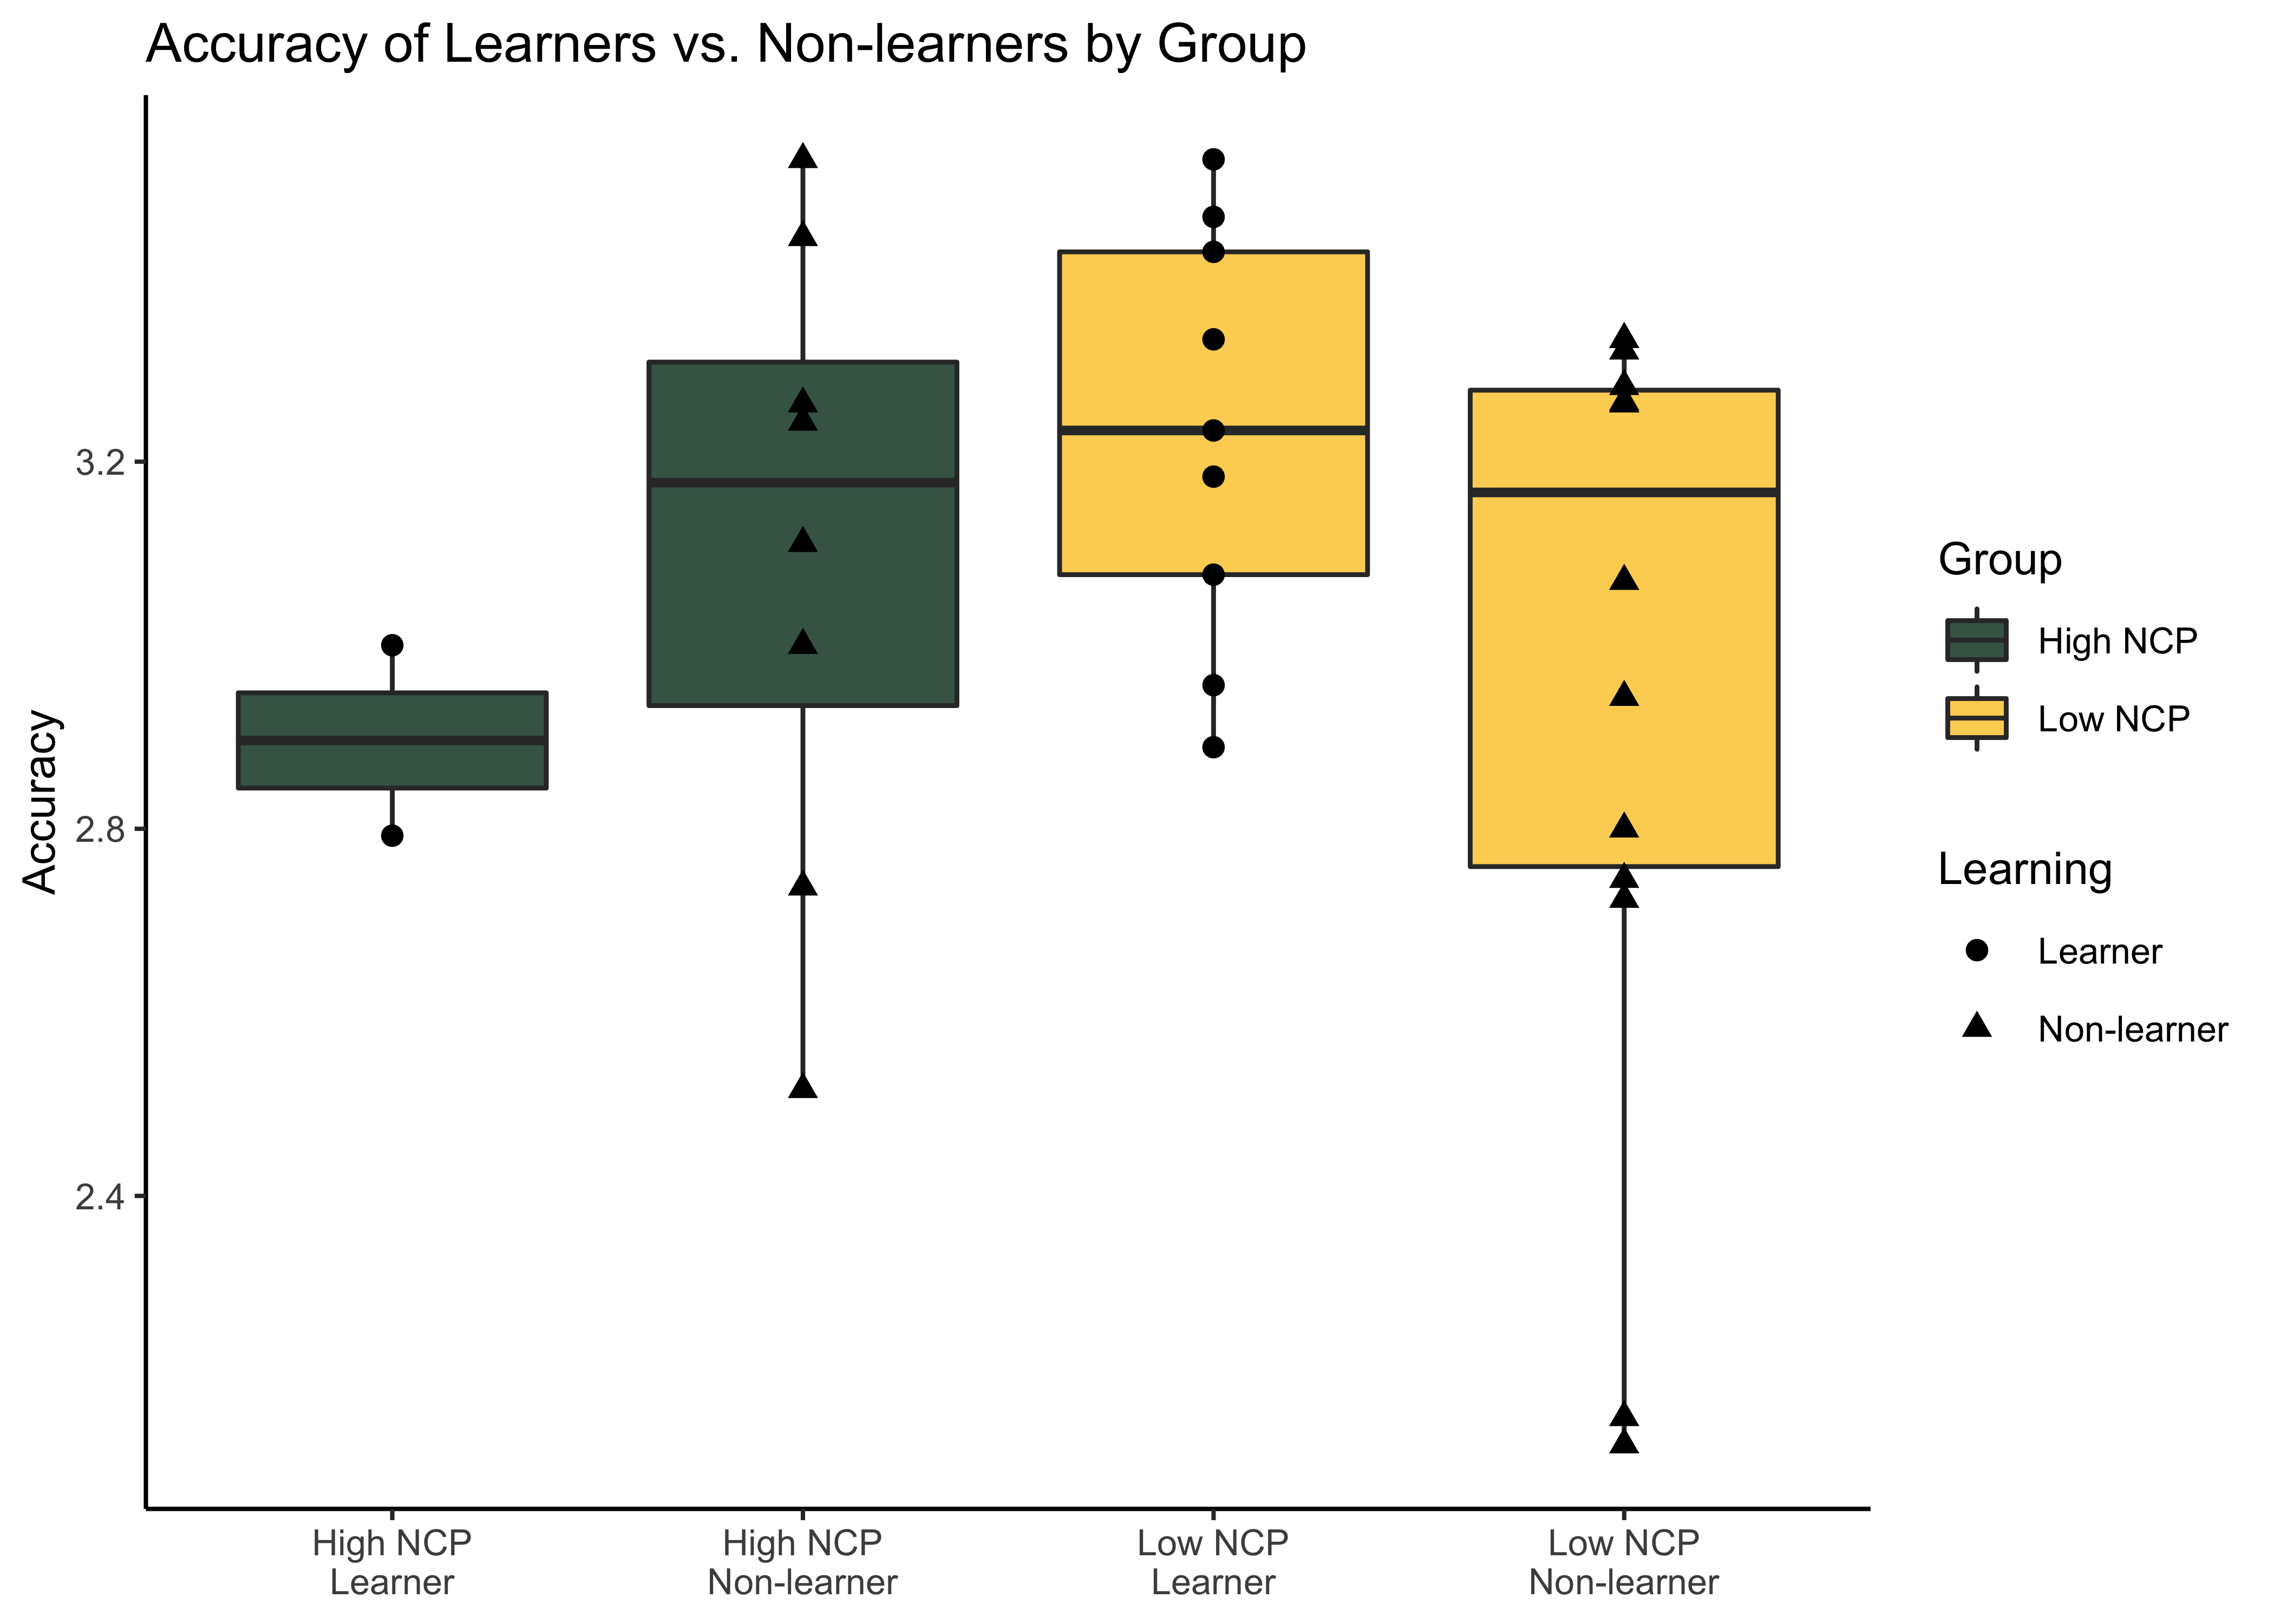 Accuracy of Learners vs. Non-learners by Group
Accuracy
3.2
2.8
2.4
High NCP
Learner
High NCP
Non-learner
Low NCP
Learner
Low NCP
Non-learner
Group
High NCP
Low NCP
Learning
Learner
Non-learner